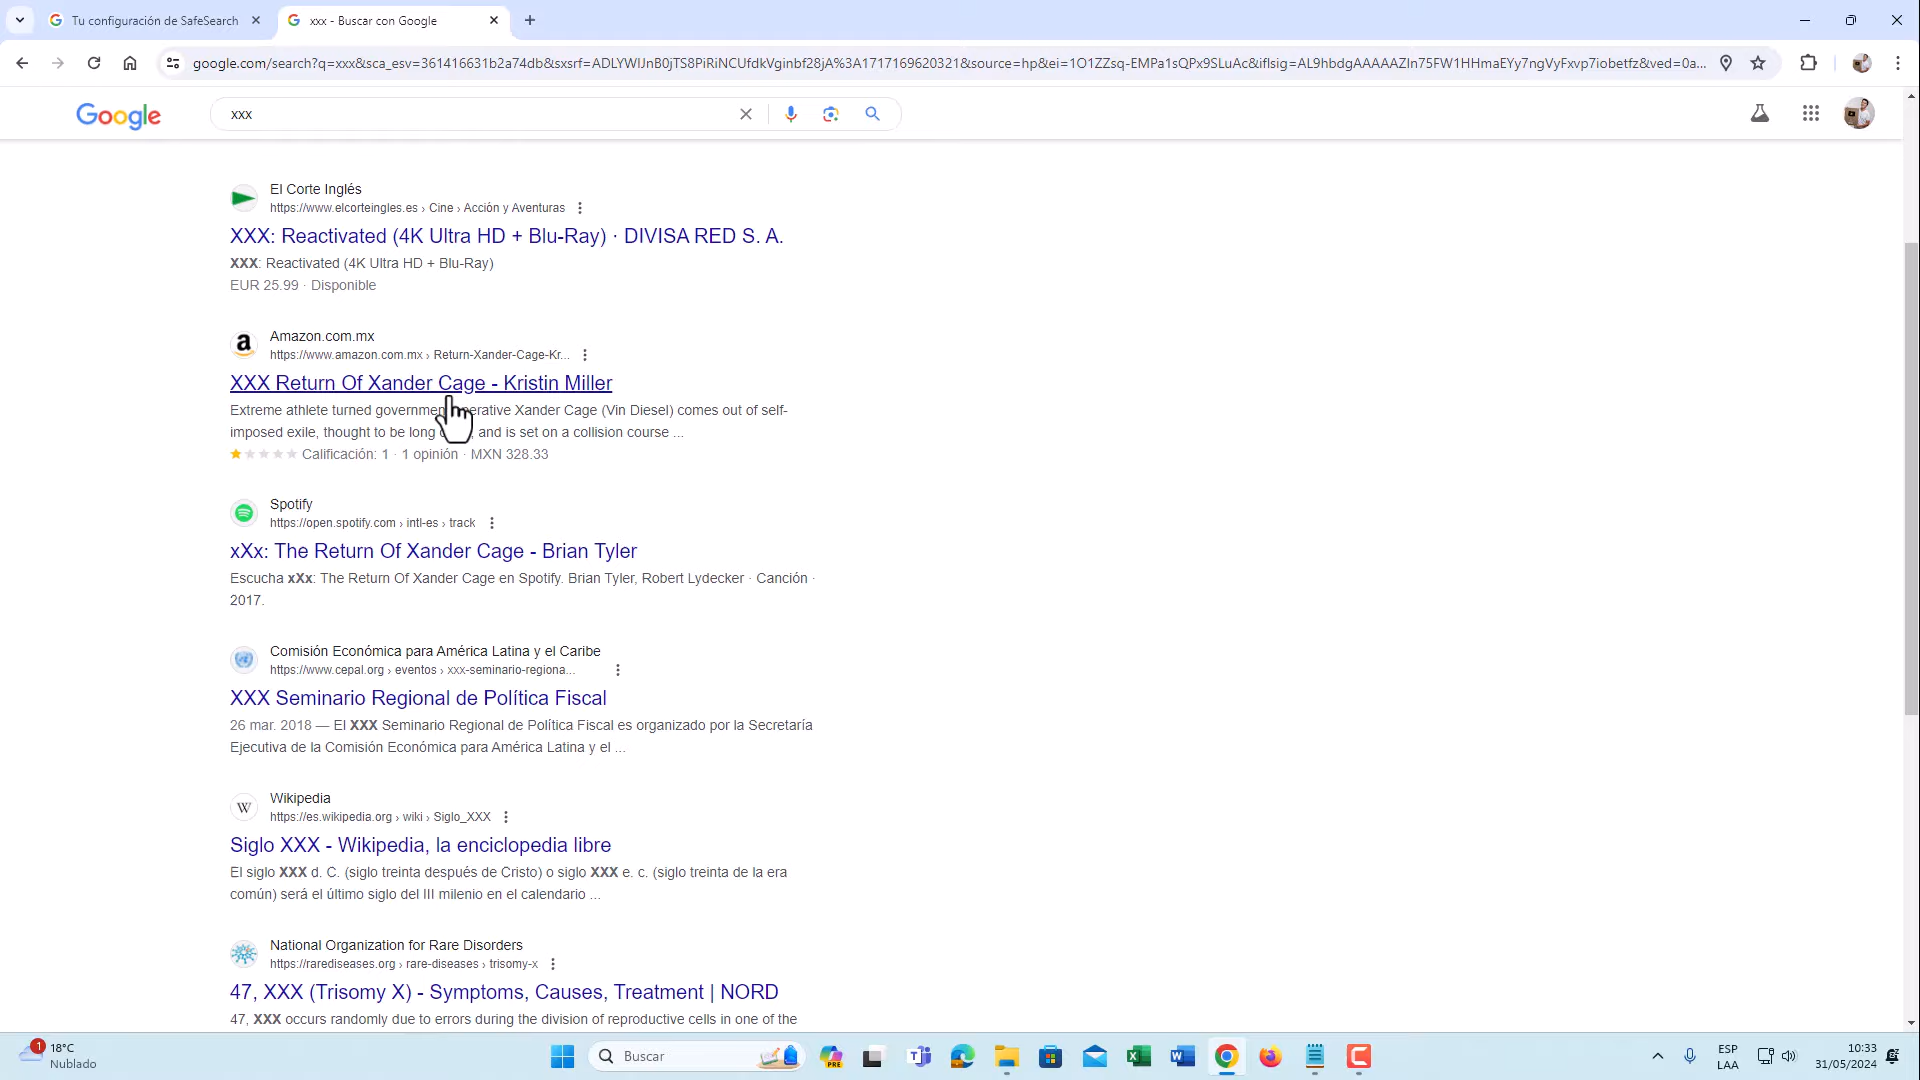 Tu configuración de SafeSearch
xxx - Buscar con Google
google.com/search?q=xxx&sca_esv=361416631b2a74db&sxsrf=ADLYWIJnB0jTS8PiRiNCUfdkVginbf28jA%3A1717169620321&source=hp&ei=1O1ZZsq-EMPa1sQPx9SLuAc&iflsig=AL9hbdgAAAAAZln75FW1HHmaEYy7ngVyFxvp7iobetfz&ved=0a...
Google
xxx
El Corte Inglés
https://www.elcorteingles.es › Cine › Acción y Aventuras
XXX: Reactivated (4K Ultra HD + Blu-Ray) · DIVISA RED S. A.
XXX: Reactivated (4K Ultra HD + Blu-Ray)
EUR 25.99 · Disponible
a
Amazon.com.mx
https://www.amazon.com.mx › Return-Xander-Cage-Kr...
XXX Return Of Xander Cage - Kristin Miller
Extreme athlete turned government operative Xander Cage (Vin Diesel) comes out of self-
imposed exile, thought to be long and is set on a collision course ...
Calificación: 1 · 1 opinión · MXN 328.33
Spotify
https://open.spotify.com › intl-es › track
xXx: The Return Of Xander Cage - Brian Tyler
Escucha xXx: The Return Of Xander Cage en Spotify. Brian Tyler, Robert Lydecker · Canción ·
2017.
Comisión Económica para América Latina y el Caribe
https://www.cepal.org › eventos › xxx-seminario-regiona...
XXX Seminario Regional de Política Fiscal
26 mar. 2018 — El XXX Seminario Regional de Política Fiscal es organizado por la Secretaría
Ejecutiva de la Comisión Económica para América Latina y el ...
W
Wikipedia
https://es.wikipedia.org › wiki › Siglo_XXX
Siglo XXX - Wikipedia, la enciclopedia libre
El siglo XXX d. C. (siglo treinta después de Cristo) o siglo XXX e. c. (siglo treinta de la era
común) será el último siglo del III milenio en el calendario ...
National Organization for Rare Disorders
https://rarediseases.org › rare-diseases › trisomy-x
47, XXX (Trisomy X) - Symptoms, Causes, Treatment | NORD
47, XXX occurs randomly due to errors during the division of reproductive cells in one of the
1
18°C
Nublado
Buscar
PRE
ESP
LAA
10:33
31/05/2024